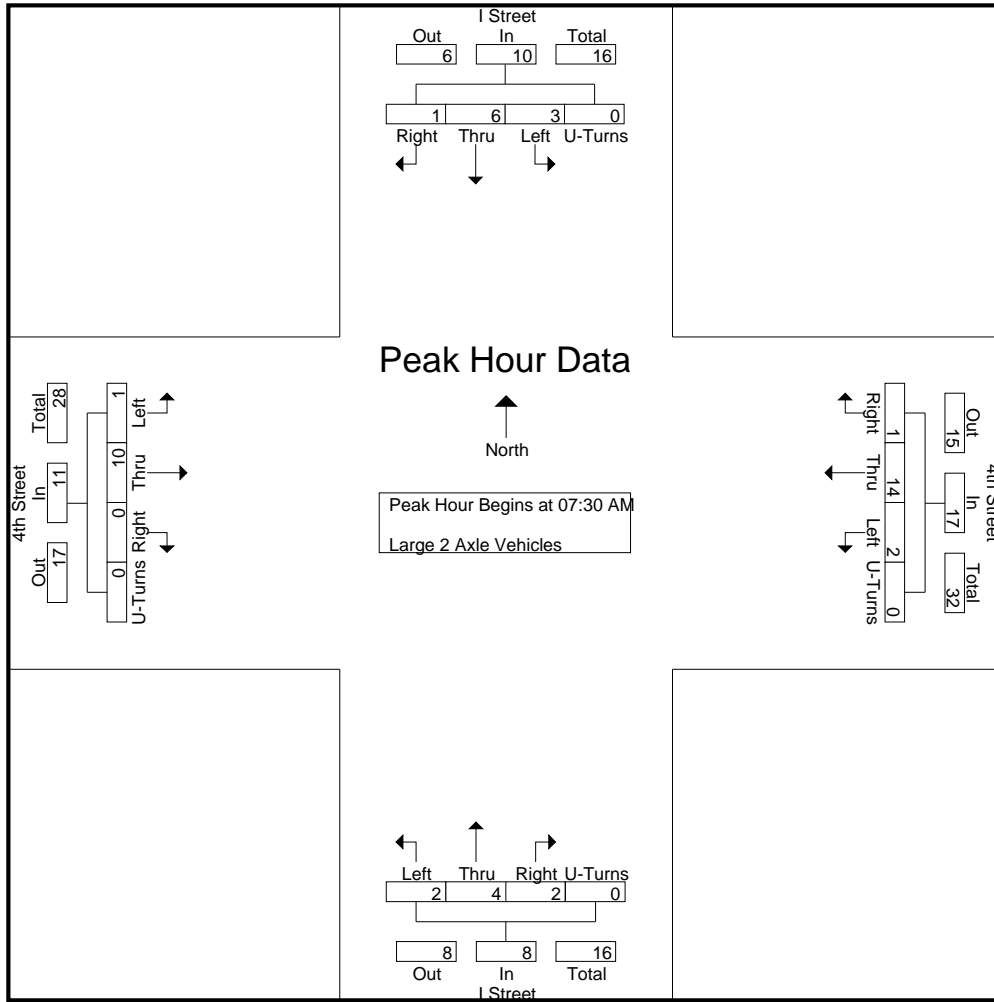 I Street
Out In Total
6 10 16
1 6 3 0
Right Thru Left U-Turns
Peak Hour Data
North
Peak Hour Begins at 07:30 AM
Large 2 Axle Vehicles
4th Street
Total In Out
28 11 17
1 10 0 0
Left Thru Right U-Turns
4th Street
Out In Total
15 17 32
1 14 2 0
Right Thru Left U-Turns
Left Thru Right U-Turns
2 4 2 0
8 8 16
Out In Total
I Street